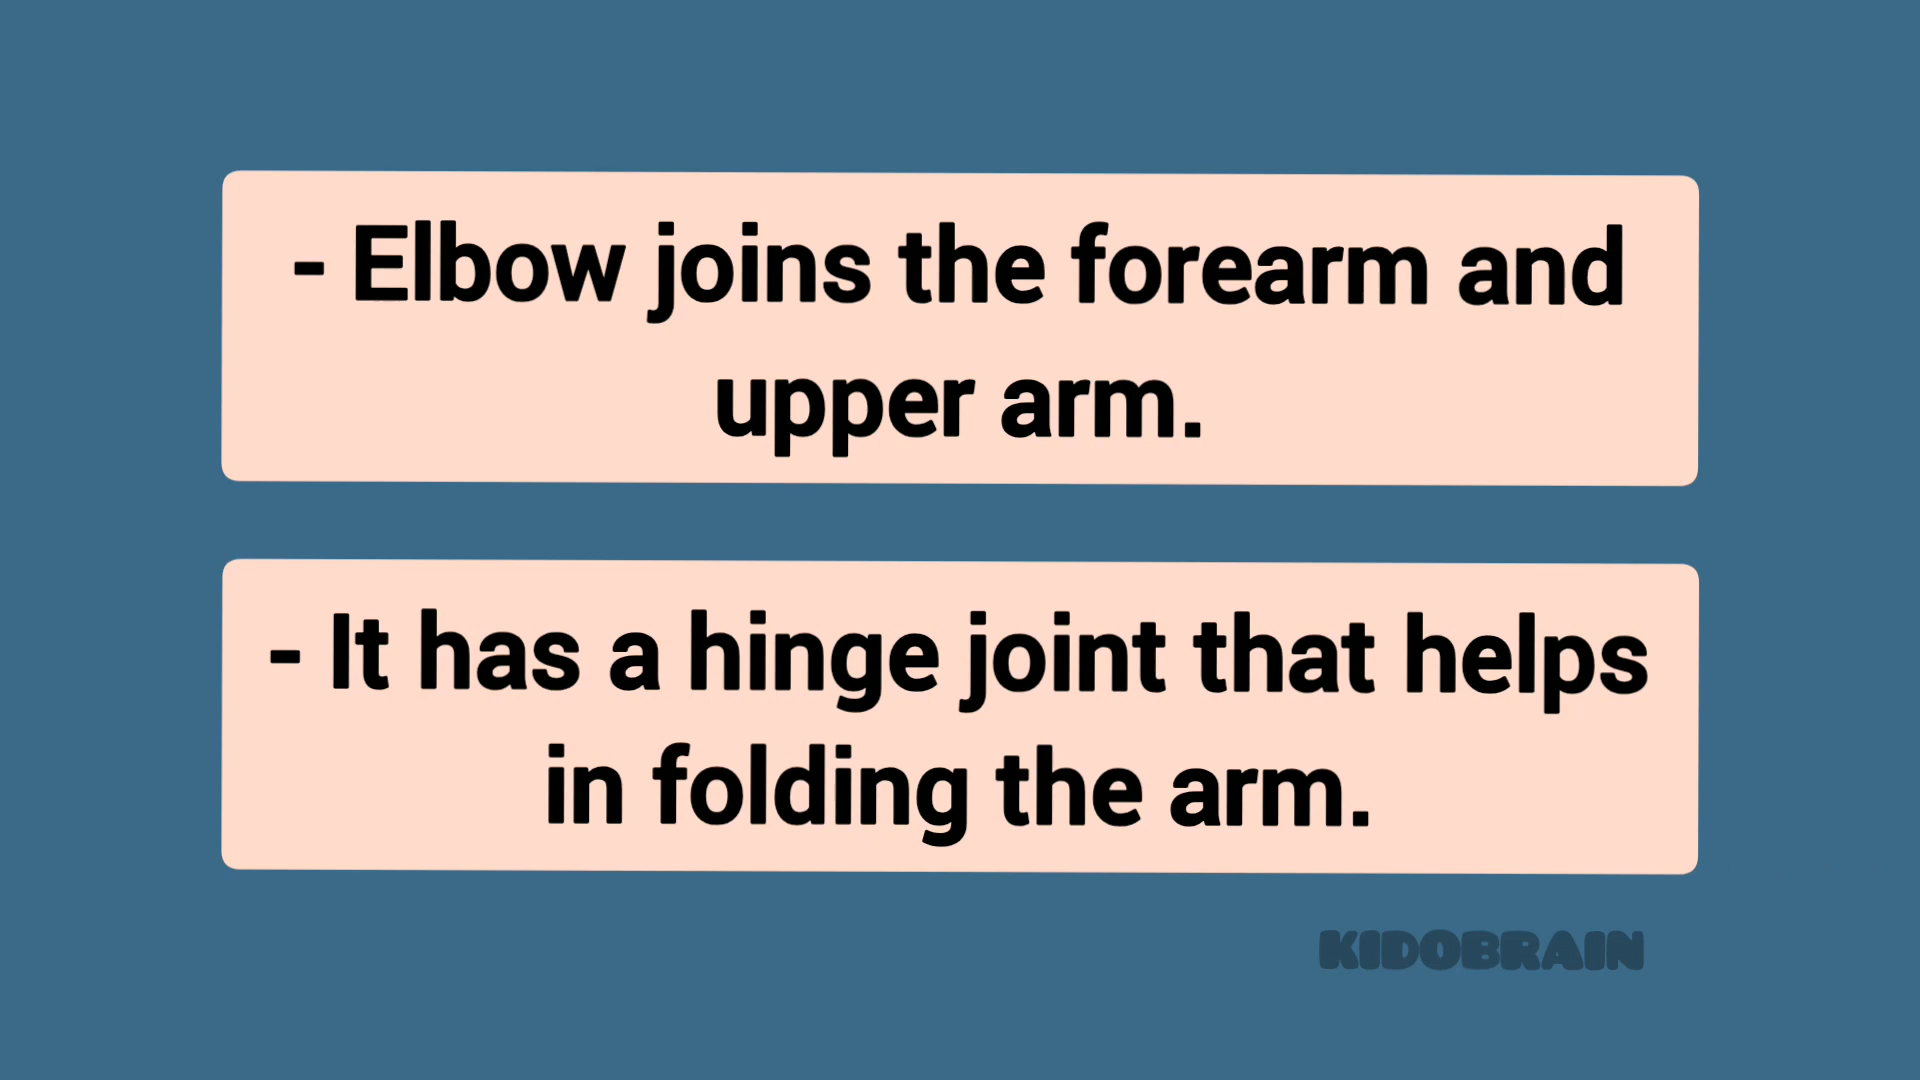 - Elbow joins the forearm and
upper arm.
- It has a hinge joint that helps
in folding the arm.
KIDOBRAIN